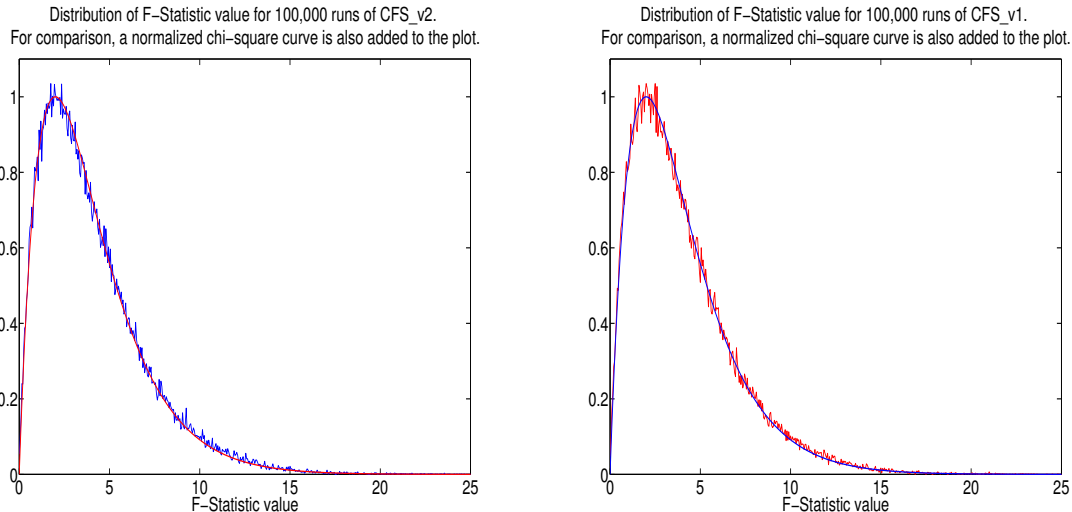 Distribution of F−Statistic value for 100,000 runs of CFS_v2.
For comparison, a normalized chi−square curve is also added to the plot.
1
0.8
0.6
0.4
0.2
0
0 5 10 15 20 25
F−Statistic value
Distribution of F−Statistic value for 100,000 runs of CFS_v1.
For comparison, a normalized chi−square curve is also added to the plot.
1
0.8
0.6
0.4
0.2
0
0 5 10 15 20 25
F−Statistic value